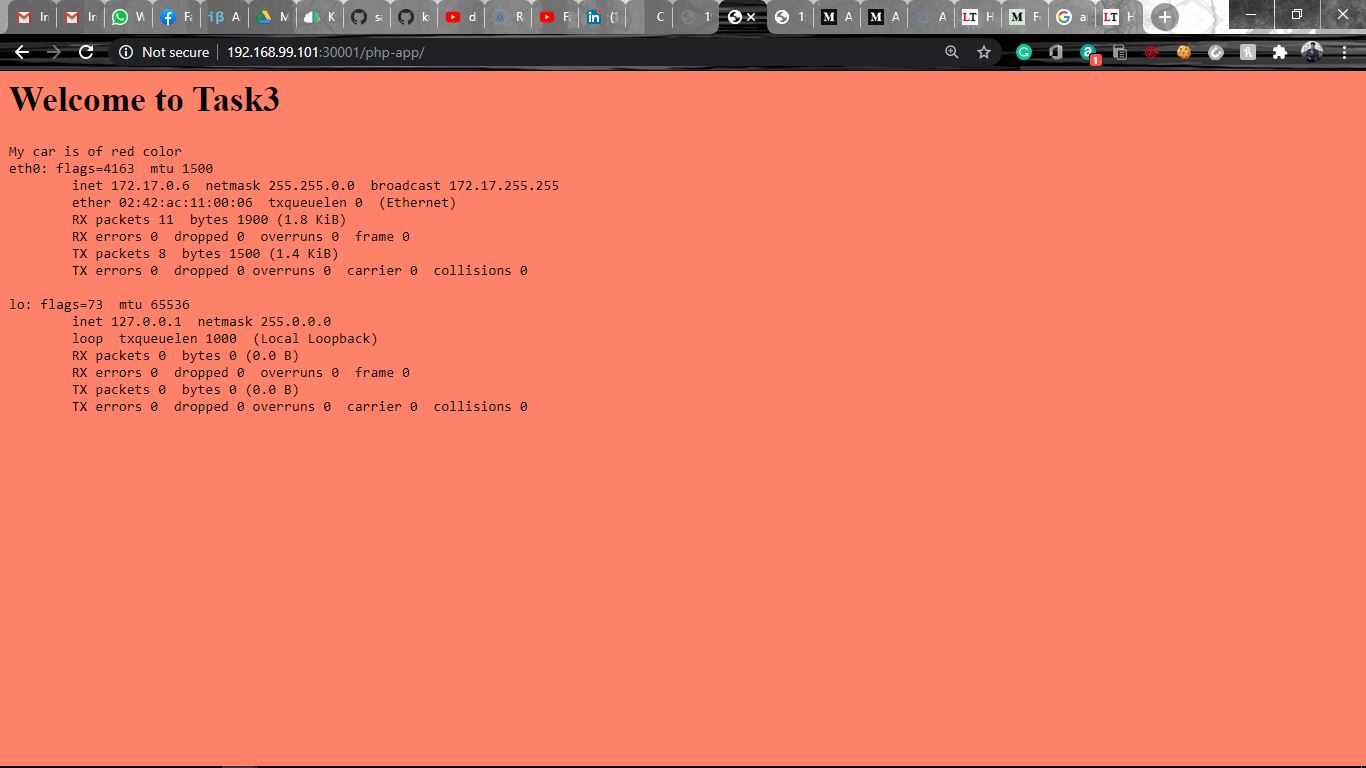 Not secure 192.168.99.101:30001/php-app/
1
Welcome to Task3
My car is of red color
eth0: flags=4163  mtu 1500
        inet 172.17.0.6  netmask 255.255.0.0  broadcast 172.17.255.255
        ether 02:42:ac:11:00:06  txqueuelen 0  (Ethernet)
        RX packets 11  bytes 1900 (1.8 KiB)
        RX errors 0  dropped 0  overruns 0  frame 0
        TX packets 8  bytes 1500 (1.4 KiB)
        TX errors 0  dropped 0 overruns 0  carrier 0  collisions 0
lo: flags=73  mtu 65536
        inet 127.0.0.1  netmask 255.0.0.0
        loop  txqueuelen 1000  (Local Loopback)
        RX packets 0  bytes 0 (0.0 B)
        RX errors 0  dropped 0  overruns 0  frame 0
        TX packets 0  bytes 0 (0.0 B)
        TX errors 0  dropped 0 overruns 0  carrier 0  collisions 0